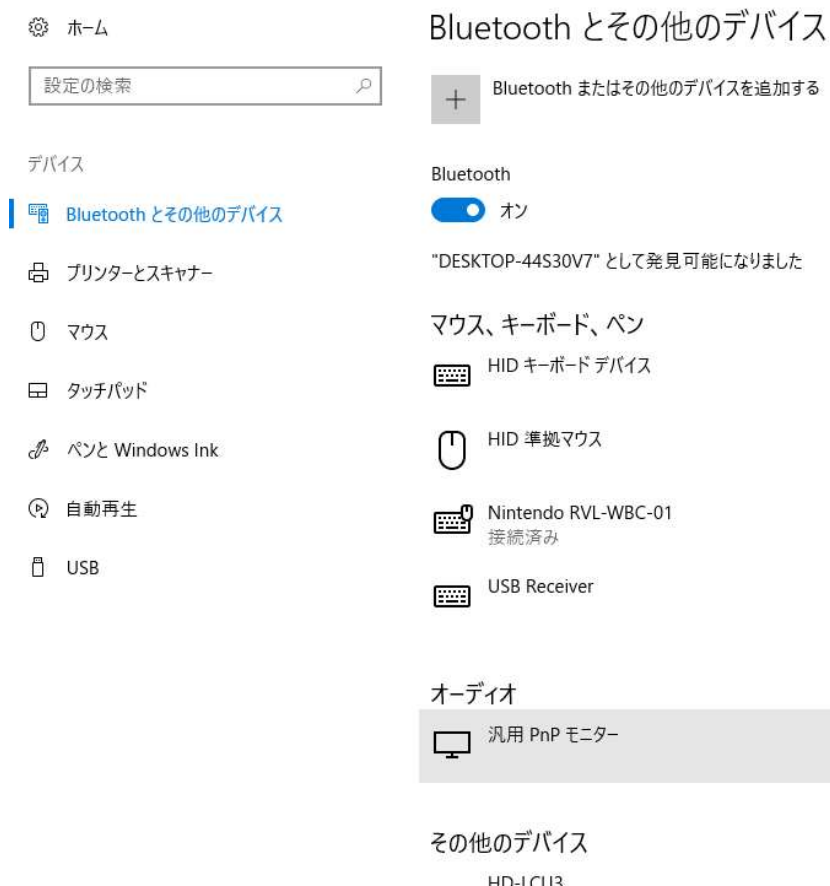 ホーム
設定の検索
デバイス
Bluetooth とその他のデバイス
プリンターとスキャナー
マウス
タッチパッド
ペンと Windows Ink
自動再生
USB
Bluetooth とその他のデバイス
Bluetooth またはその他のデバイスを追加する
Bluetooth
オン
"DESKTOP-44S30V7" として発見可能になりました
マウス、キーボード、ペン
HID キーボード デバイス
HID 準拠マウス
Nintendo RVL-WBC-01
接続済み
USB Receiver
オーディオ
汎用 PnP モニター
その他のデバイス
HD-LCU3